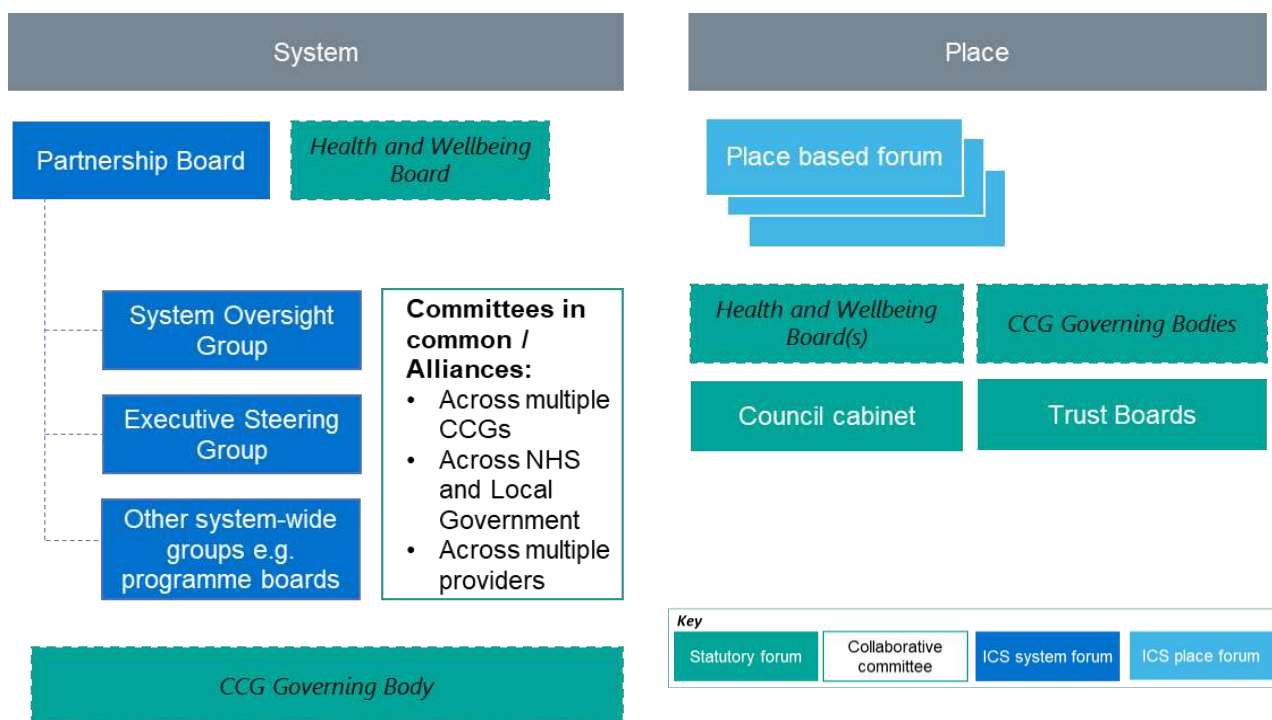 System
Partnership Board
Health and Wellbeing
Board
System Oversight
Group
Executive Steering
Group
Other system-wide
groups e.g.
programme boards
Committees in
common /
Alliances:
• Across multiple
CCGs
• Across NHS
and Local
Government
• Across multiple
providers
CCG Governing Body
Place
Place based forum
Health and Wellbeing
Board(s)
CCG Governing Bodies
Council cabinet
Trust Boards
Key
Statutory forum
Collaborative
committee
ICS system forum
ICS place forum